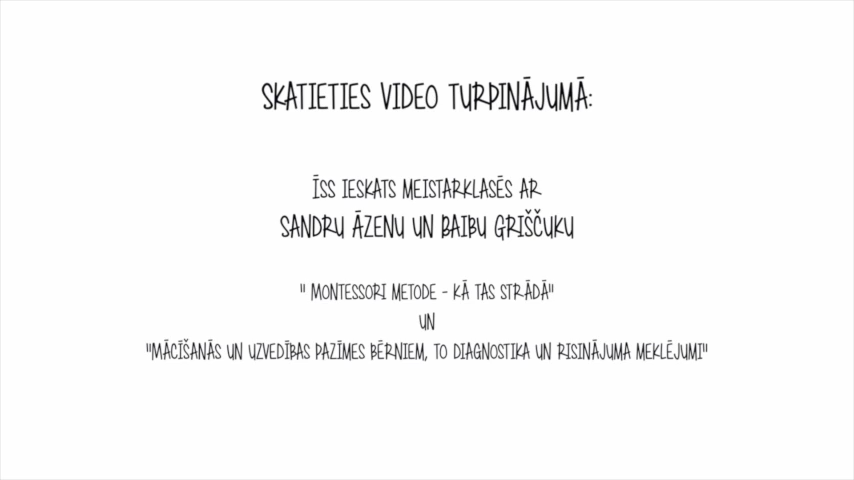 SKATIETIES VIDEO TURPINĀJUMĀ:
ĪSS IESKATS MEISTARKLASĒS AR
SANDRU ĀZENU UN BAIBU GRIŠČUKU
" MONTESSORI METODE - KĀ TAS STRĀDĀ"
UN
"MĀCĪŠANĀS UN UZVEDĪBAS PAZĪMES BĒRNIEM, TO DIAGNOSTIKA UN RISINĀJUMA MEKLĒJUMI"